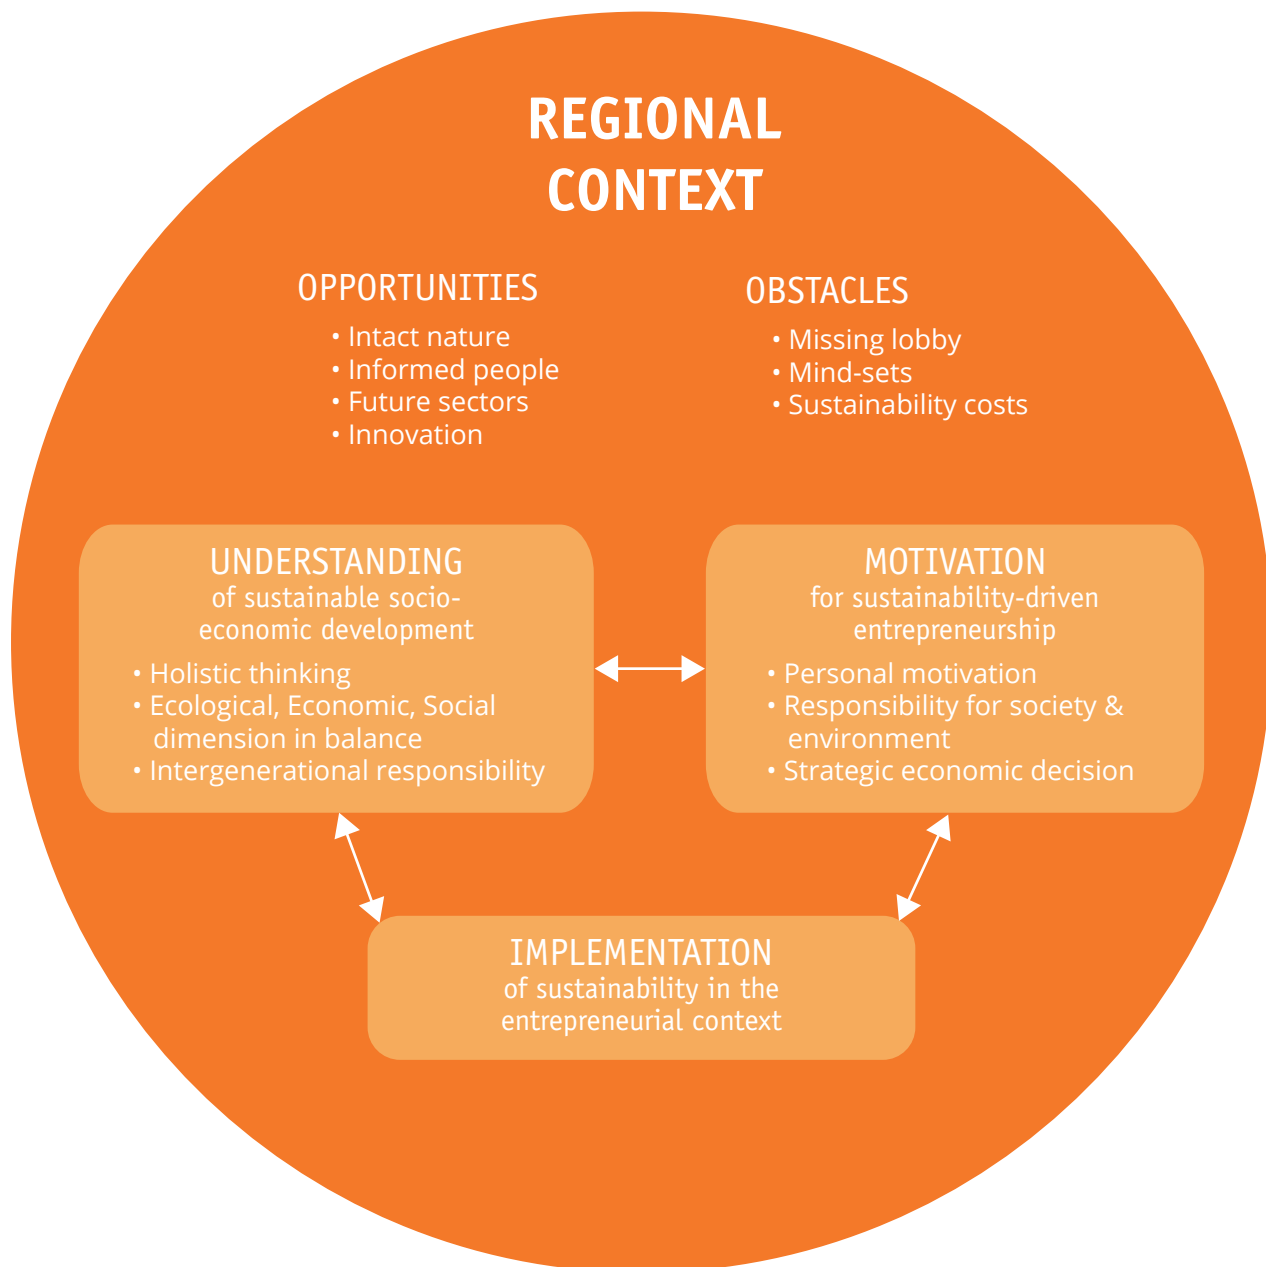 REGIONAL
CONTEXT
OPPORTUNITIES
• Intact nature
• Informed people
• Future sectors
• Innovation
OBSTACLES
• Missing lobby
• Mind-sets
• Sustainability costs
UNDERSTANDING
of sustainable socio-
economic development
• Holistic thinking
• Ecological, Economic, Social
dimension in balance
• Intergenerational responsibility
MOTIVATION
for sustainability-driven
entrepreneurship
• Personal motivation
• Responsibility for society &
environment
• Strategic economic decision
IMPLEMENTATION
of sustainability in the
entrepreneurial context